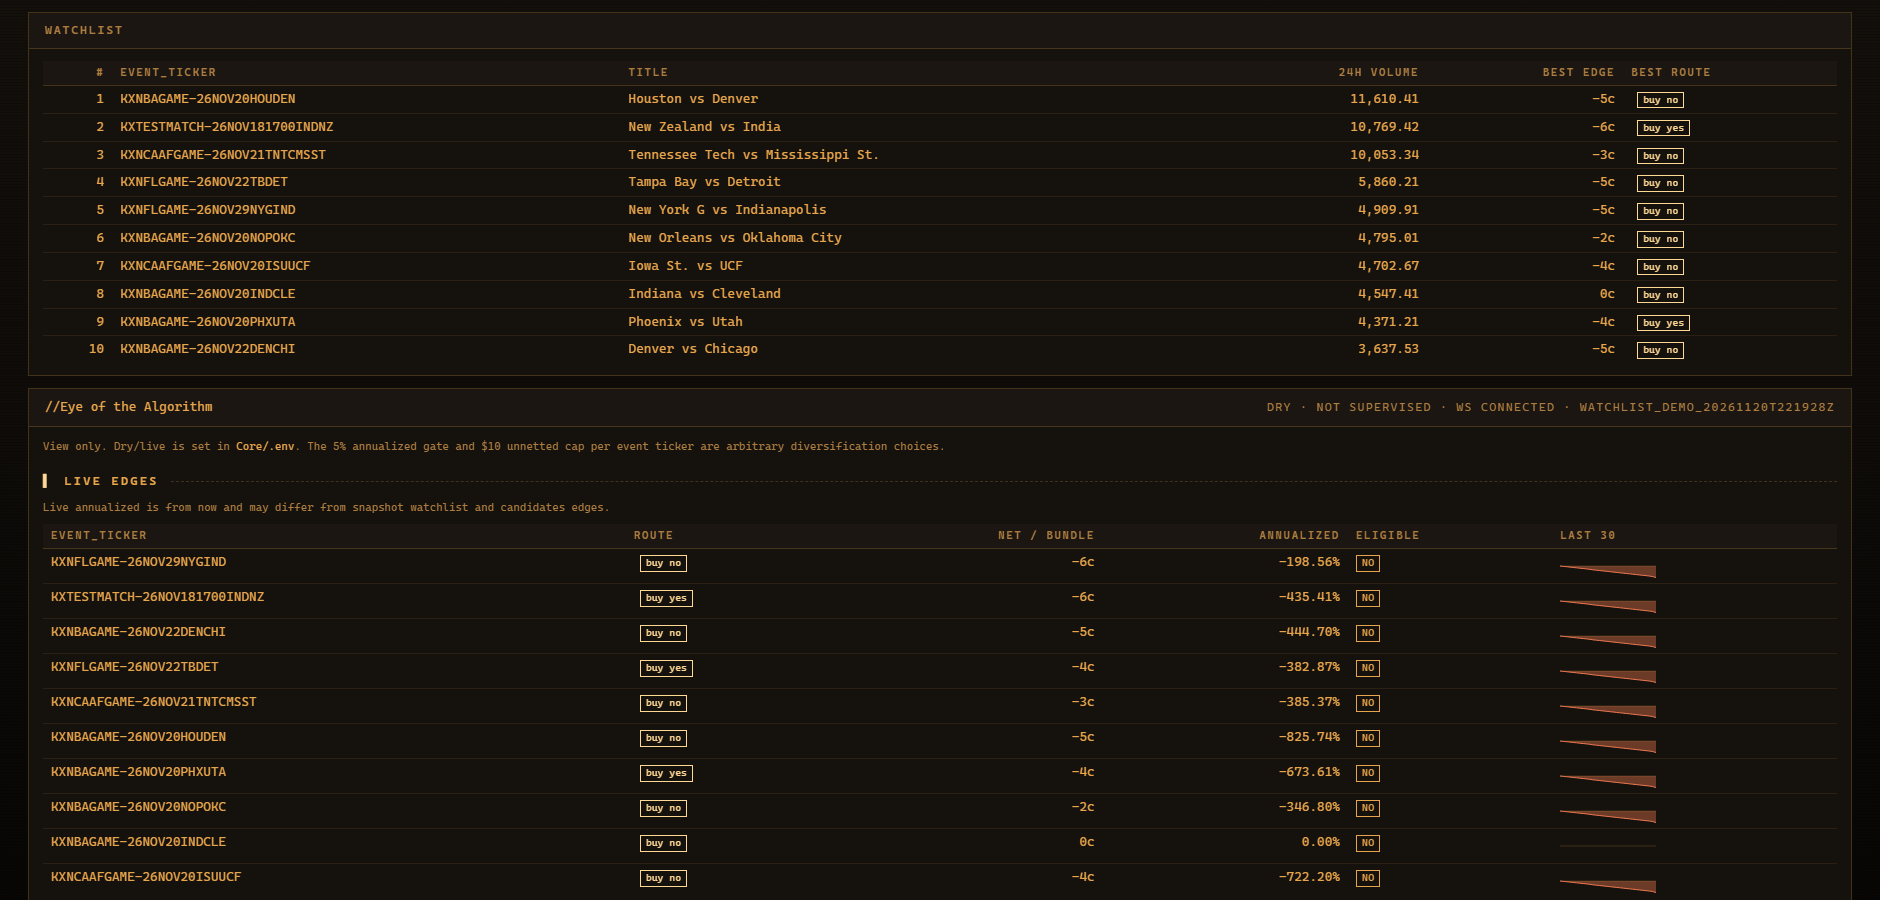 WATCHLIST
# EVENT_TICKER TITLE 24H VOLUME BEST EDGE BEST ROUTE
1 KXNBAGAME-26NOV20HOUDEN Houston vs Denver 11,610.41 -5c buy no
2 KXTESTMATCH-26NOV181700INDNZ New Zealand vs India 10,769.42 -6c buy yes
3 KXNCAAFGAME-26NOV21TNTCMSST Tennessee Tech vs Mississippi St. 10,053.34 -3c buy no
4 KXNFLGAME-26NOV22TBDET Tampa Bay vs Detroit 5,860.21 -5c buy no
5 KXNFLGAME-26NOV29NYGIND New York G vs Indianapolis 4,909.91 -5c buy no
6 KXNBAGAME-26NOV20NOPOKC New Orleans vs Oklahoma City 4,795.01 -2c buy no
7 KXNCAAFGAME-26NOV20ISUUCF Iowa St. vs UCF 4,702.67 -4c buy no
8 KXNBAGAME-26NOV20INDCLE Indiana vs Cleveland 4,547.41 0c buy no
9 KXNBAGAME-26NOV20PHXUTA Phoenix vs Utah 4,371.21 -4c buy yes
10 KXNBAGAME-26NOV22DENCHI Denver vs Chicago 3,637.53 -5c buy no
//Eye of the Algorithm DRY · NOT SUPERVISED · WS CONNECTED · WATCHLIST_DEMO_20261120T221928Z
View only. Dry/live is set in Core/.env. The 5% annualized gate and $10 unnetted cap per event ticker are arbitrary diversification choices.
LIVE EDGES
Live annualized is from now and may differ from snapshot watchlist and candidates edges.
EVENT_TICKER ROUTE NET / BUNDLE ANNUALIZED ELIGIBLE LAST 30
KXNFLGAME-26NOV29NYGIND buy no -6c -198.56% NO
KXTESTMATCH-26NOV181700INDNZ buy yes -6c -435.41% NO
KXNBAGAME-26NOV22DENCHI buy no -5c -444.70% NO
KXNFLGAME-26NOV22TBDET buy yes -4c -382.87% NO
KXNCAAFGAME-26NOV21TNTCMSST buy no -3c -385.37% NO
KXNBAGAME-26NOV20HOUDEN buy no -5c -825.74% NO
KXNBAGAME-26NOV20PHXUTA buy yes -4c -673.61% NO
KXNBAGAME-26NOV20NOPOKC buy no -2c -346.80% NO
KXNBAGAME-26NOV20INDCLE buy no 0c 0.00% NO
KXNCAAFGAME-26NOV20ISUUCF buy no -4c -722.20% NO